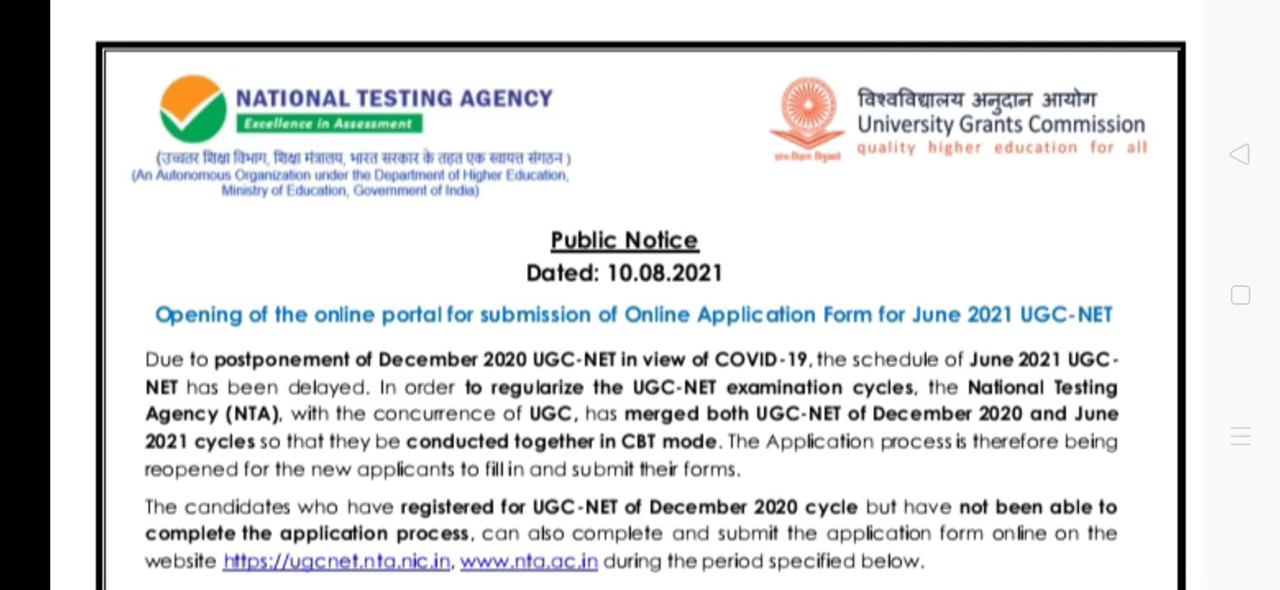 NATIONAL TESTING AGENCY
Excellence in Assessment
(उच्चतर शिक्षा विभाग, शिक्षा मंत्रालय, भारत सरकार के तहत एक स्वायत्त संगठन )
(An Autonomous Organization under the Department of Higher Education,
Ministry of Education, Government of India)
विश्वविद्यालय अनुदान आयोग
University Grants Commission
quality higher education for all
Public Notice
Dated: 10.08.2021
Opening of the online portal for submission of Online Application Form for June 2021 UGC-NET
Due to postponement of December 2020 UGC-NET in view of COVID-19, the schedule of June 2021 UGC-
NET has been delayed. In order to regularize the UGC-NET examination cycles, the National Testing
Agency (NTA), with the concurrence of UGC, has merged both UGC-NET of December 2020 and June
2021 cycles so that they be conducted together in CBT mode. The Application process is therefore being
reopened for the new applicants to fill in and submit their forms.
The candidates who have registered for UGC-NET of December 2020 cycle but have not been able to
complete the application process, can also complete and submit the application form online on the
website https://ugcnet.nta.nic.in, www.nta.ac.in during the period specified below.